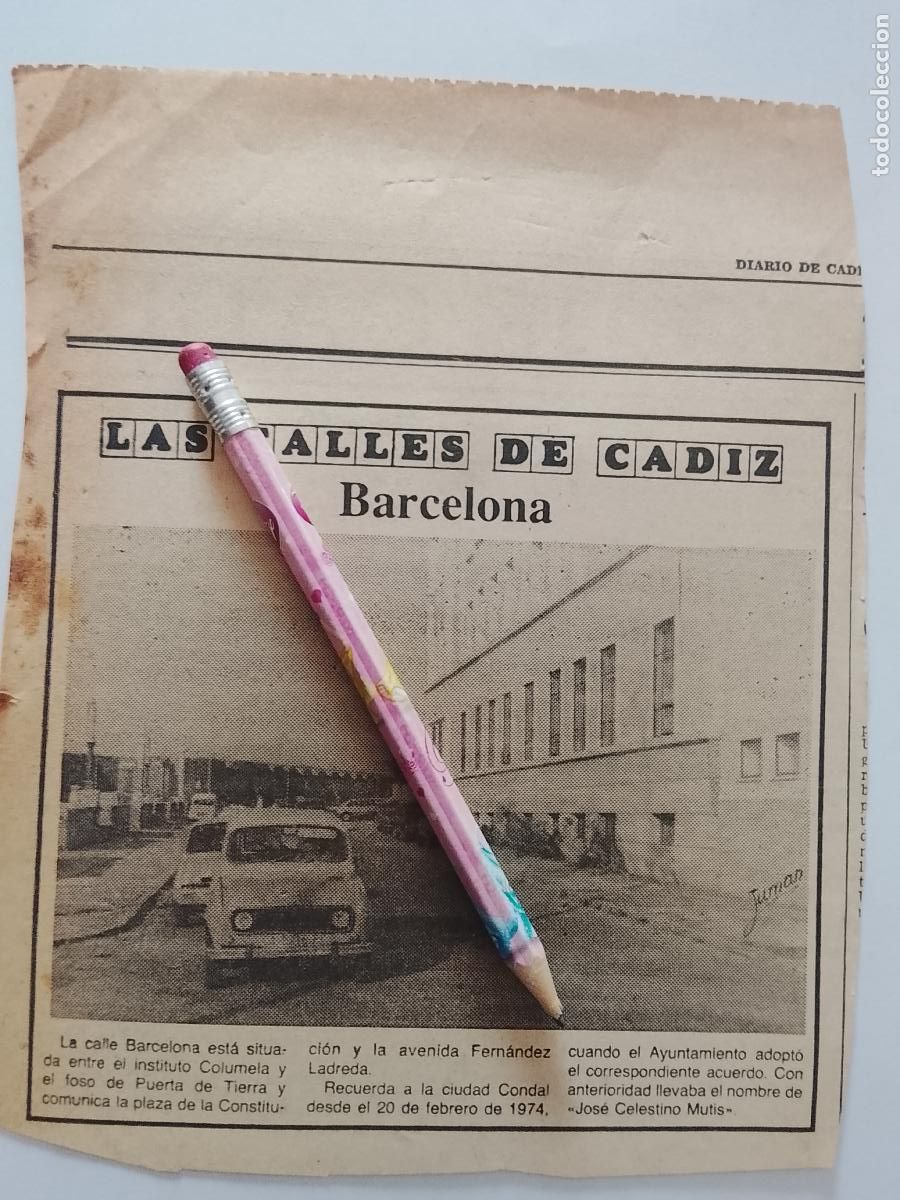 todocoleccion
DIARIO DE CADI
LAS CALLES DE CADIZ
Barcelona
Juman
La calle Barcelona está situa-
da entre el instituto Columela y
el foso de Puerta de Tierra y
comunica la plaza de la Constitu-
ción y la avenida Fernández
Ladreda.
Recuerda a la ciudad Condal
desde el 20 de febrero de 1974,
cuando el Ayuntamiento adoptó
el correspondiente acuerdo. Con
anterioridad llevaba el nombre de
«José Celestino Mutis».